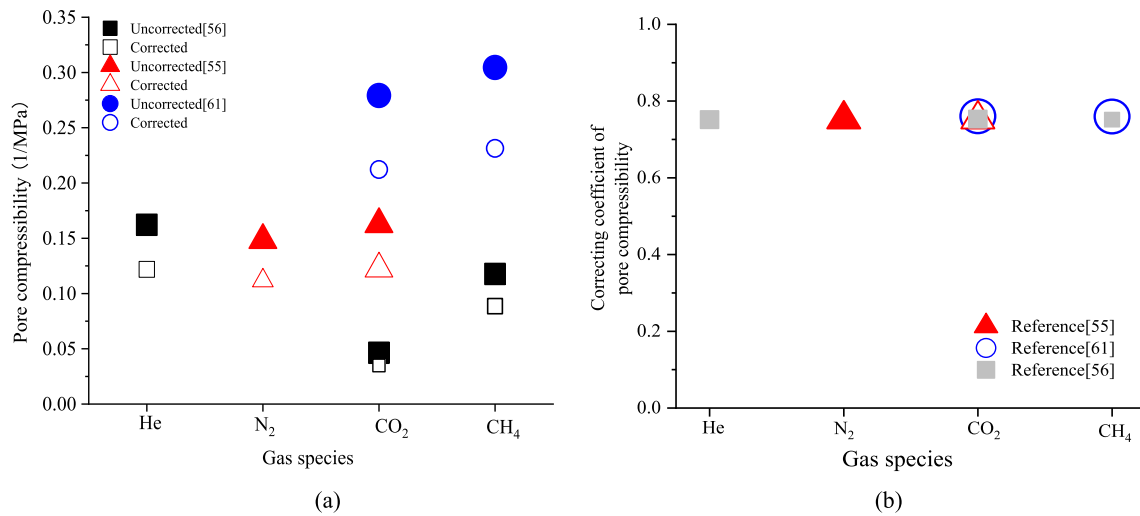 0.35
0.30
0.25
0.20
0.15
0.10
0.05
0.00
Pore compressibility (1/MPa)
Uncorrected[56]
Corrected
Uncorrected[55]
Corrected
Uncorrected[61]
Corrected
He
N₂
CO₂
CH₄
Gas species
(a)
1.0
0.8
0.6
0.4
0.2
0.0
Correcting coefficient of
pore compressibility
Reference[55]
Reference[61]
Reference[56]
He
N₂
CO₂
CH₄
Gas species
(b)